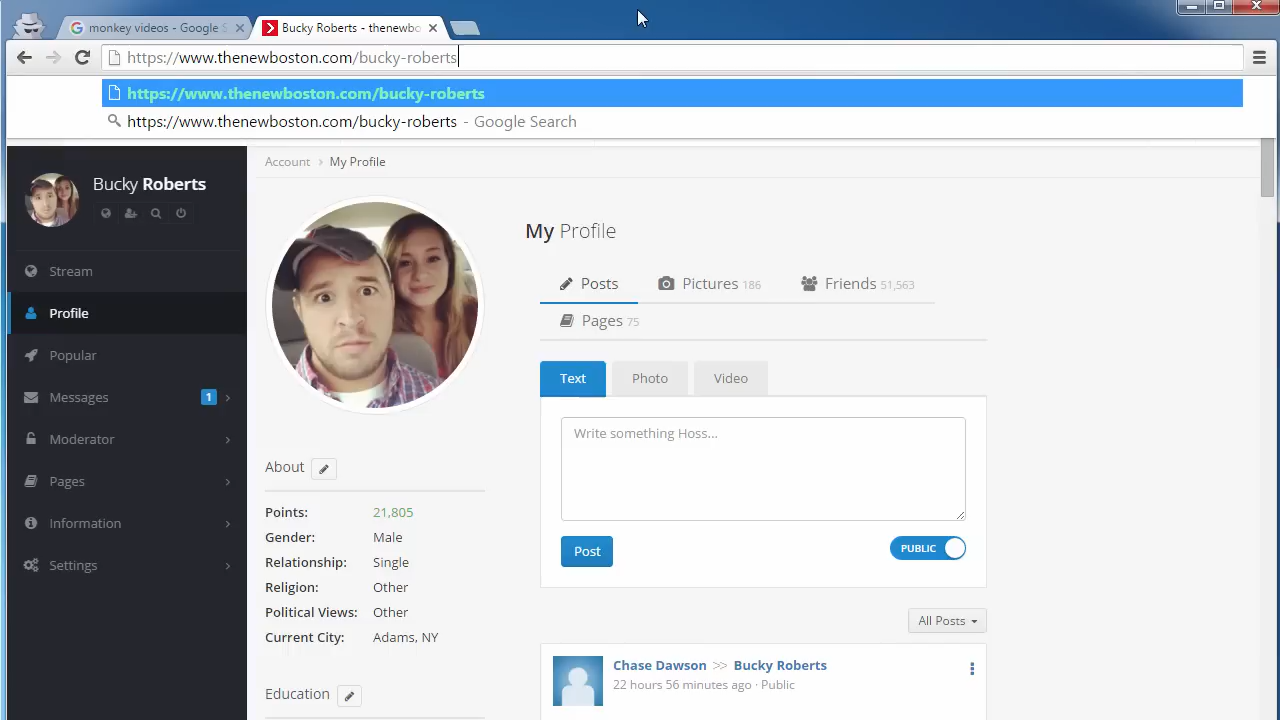 monkey videos - Google S
Bucky Roberts - thenewbo
https://www.thenewboston.com/bucky-roberts
https://www.thenewboston.com/bucky-roberts
https://www.thenewboston.com/bucky-roberts - Google Search
Bucky Roberts
Stream
Profile
Popular
Messages 1
Moderator
Pages
Information
Settings
Account > My Profile
About
Points: 21,805
Gender: Male
Relationship: Single
Religion: Other
Political Views: Other
Current City: Adams, NY
Education
My Profile
Posts Pictures 186 Friends 51,563
Pages 75
Text Photo Video
Write something Hoss...
Post PUBLIC
All Posts
Chase Dawson >> Bucky Roberts
22 hours 56 minutes ago · Public